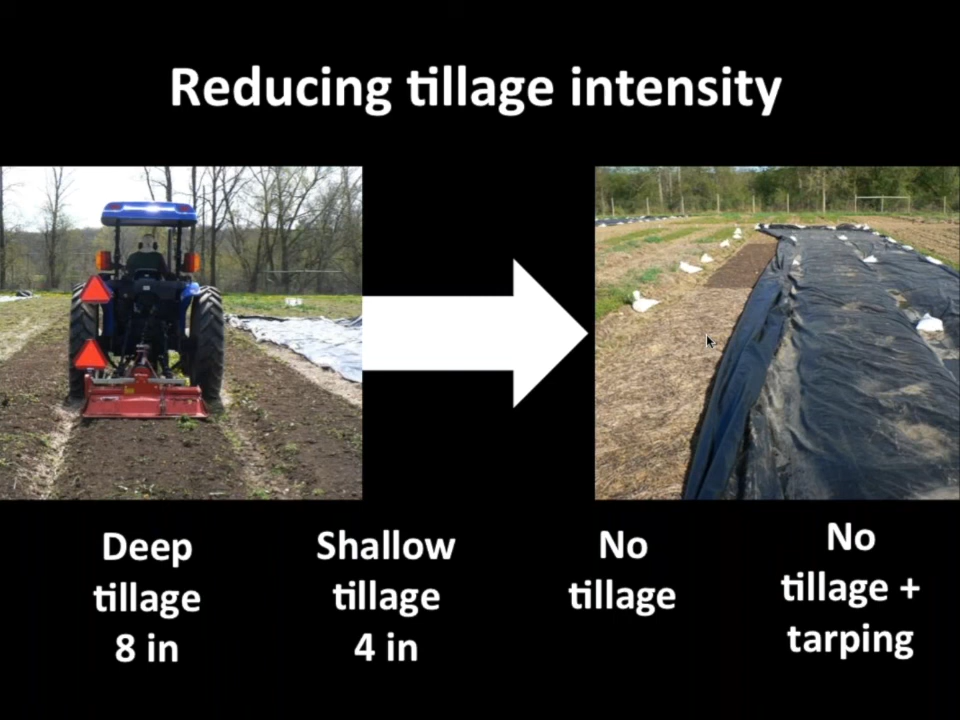 Reducing tillage intensity
Deep
tillage
8 in
Shallow
tillage
4 in
No
tillage
No
tillage +
tarping